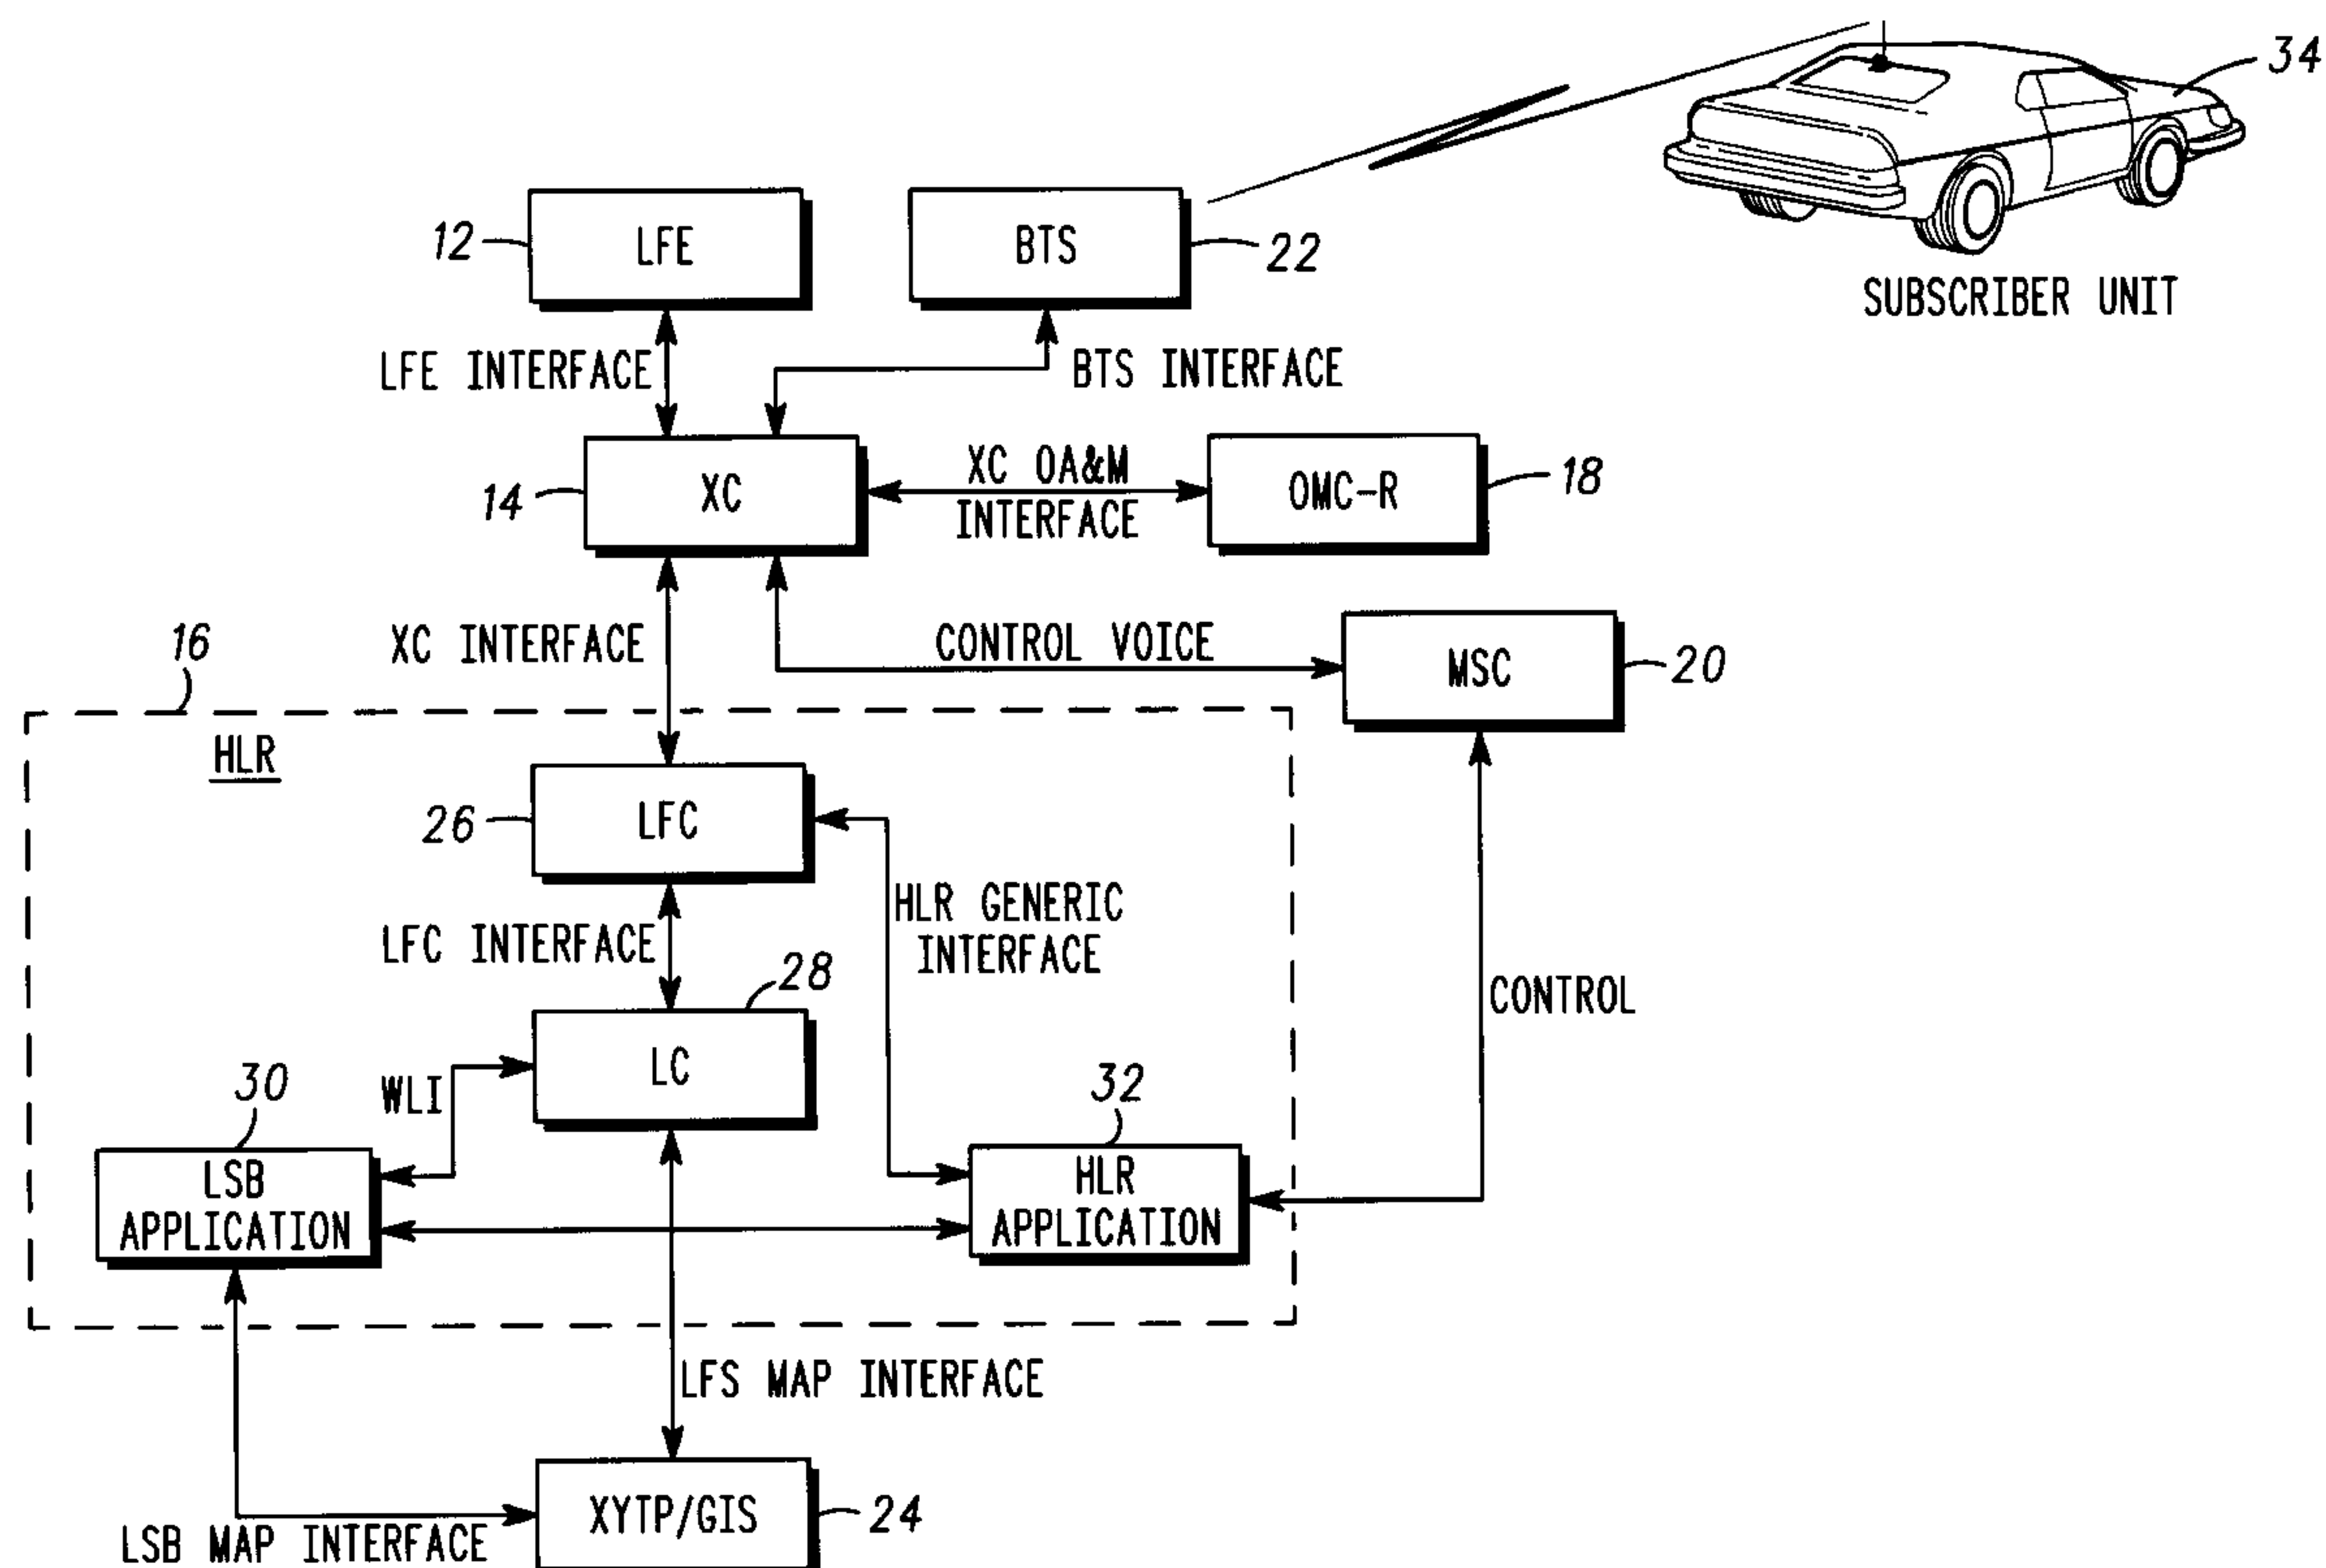 34
SUBSCRIBER UNIT
12
LFE
BTS
22
LFE INTERFACE
BTS INTERFACE
14
XC
XC OA&M
INTERFACE
OMC-R
18
16
XC INTERFACE
CONTROL VOICE
MSC
20
HLR
26
LFC
HLR GENERIC
INTERFACE
LFC INTERFACE
28
CONTROL
LC
WLI
30
32
LSB
APPLICATION
HLR
APPLICATION
LFS MAP INTERFACE
XYTP/GIS
24
LSB MAP INTERFACE